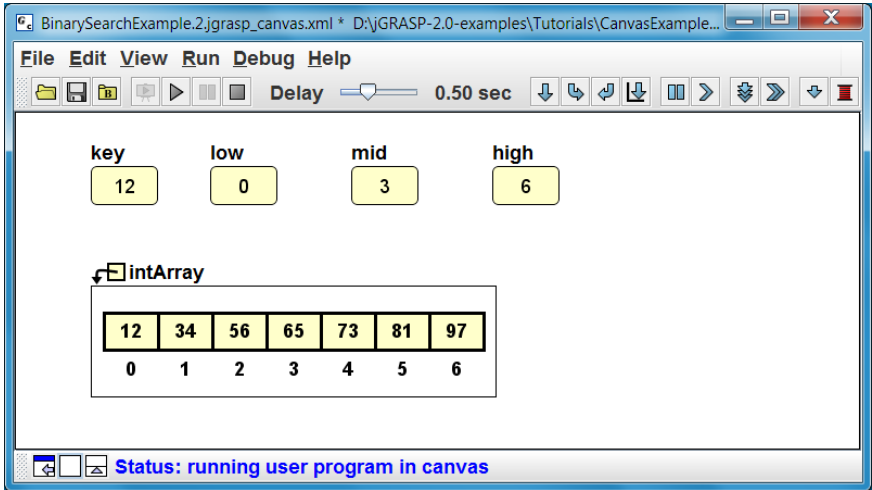 BinarySearchExample.2.jgrasp_canvas.xml * D:\jGRASP-2.0-examples\Tutorials\CanvasExample...
File Edit View Run Debug Help
Delay 0.50 sec
key low mid high
12 0 3 6
intArray
12 34 56 65 73 81 97
0 1 2 3 4 5 6
Status: running user program in canvas